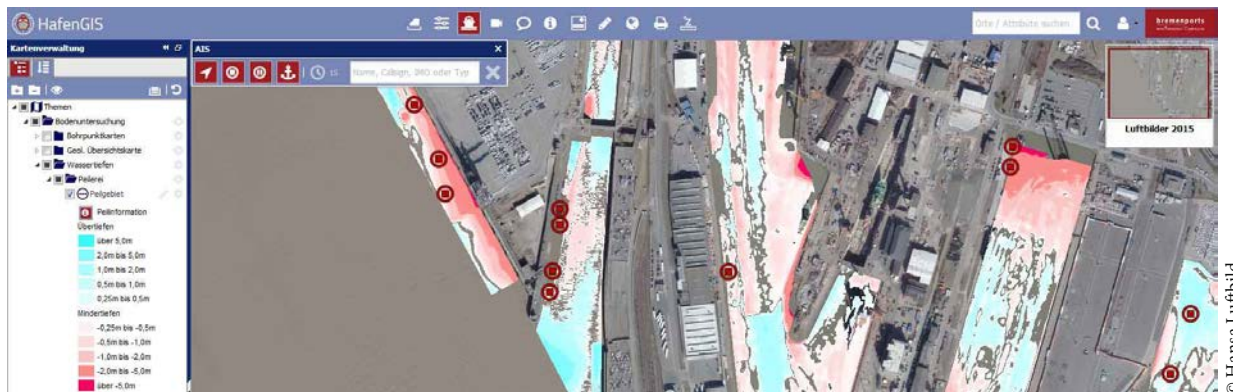 HafenGIS
Orte / Attribute suchen
bremenports
Kartenverwaltung
AIS
15
Name, Callsign, IMO oder Typ
Themen
Bodenuntersuchung
Bohrpunktkarten
Geol. Übersichtskarte
Wassertiefen
Peilerei
Peilgebiet
Peilinformation
Übertiefen
über 5,0m
2,0m bis 5,0m
1,0m bis 2,0m
0,5m bis 1,0m
0,25m bis 0,5m
Mindertiefen
-0,25m bis -0,5m
-0,5m bis -1,0m
-1,0m bis -2,0m
-2,0m bis -5,0m
über -5,0m
Luftbilder 2015
© Hansa Luftbild